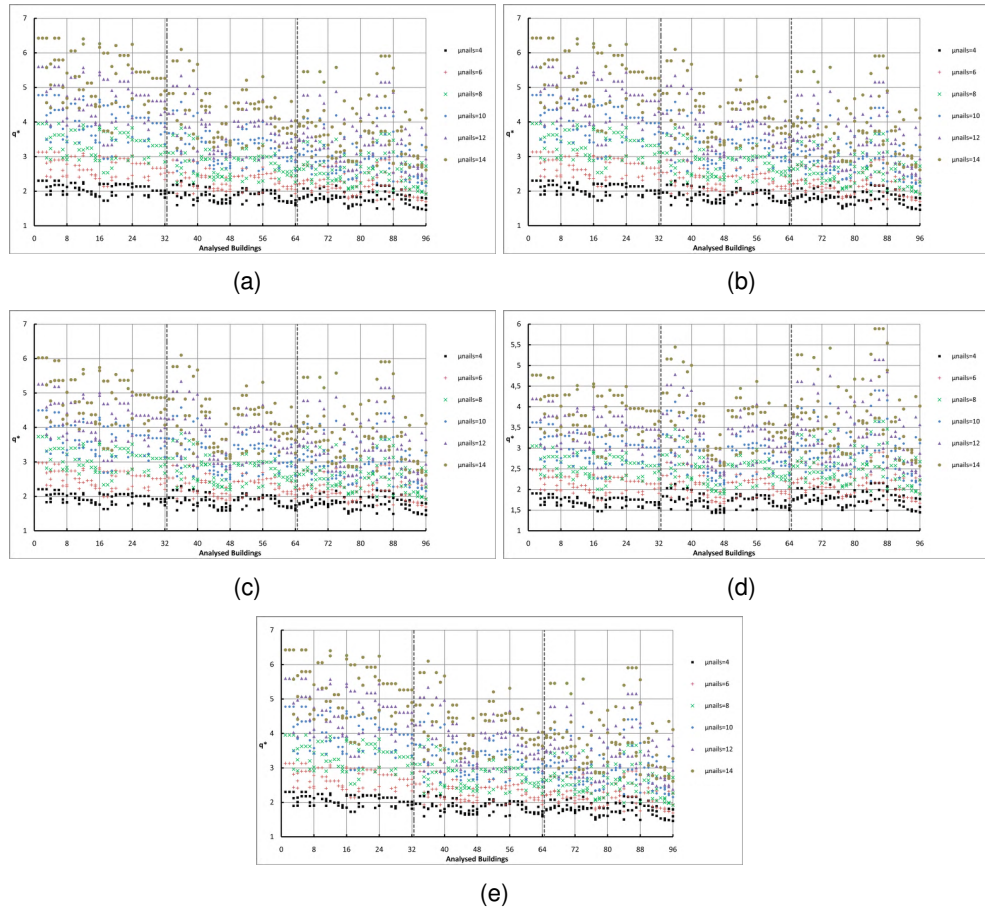 7
6
5
4
3
2
1
q*
0 8 16 24 32 40 48 56 64 72 80 88 96
Analysed Buildings
μnails=4
μnails=6
μnails=8
μnails=10
μnails=12
μnails=14
(a)
7
6
5
4
3
2
1
q*
0 8 16 24 32 40 48 56 64 72 80 88 96
Analysed Buildings
μnails=4
μnails=6
μnails=8
μnails=10
μnails=12
μnails=14
(b)
7
6
5
4
3
2
1
q*
0 8 16 24 32 40 48 56 64 72 80 88 96
Analysed Buildings
μnails=4
μnails=6
μnails=8
μnails=10
μnails=12
μnails=14
(c)
6
5,5
5
4,5
4
3,5
3
2,5
2
1,5
1
q*
0 8 16 24 32 40 48 56 64 72 80 88 96
Analysed Buildings
μnails=4
μnails=6
μnails=8
μnails=10
μnails=12
μnails=14
(d)
7
6
5
4
3
2
1
q*
0 8 16 24 32 40 48 56 64 72 80 88 96
Analysed Buildings
μnails=4
μnails=6
μnails=8
μnails=10
μnails=12
μnails=14
(e)